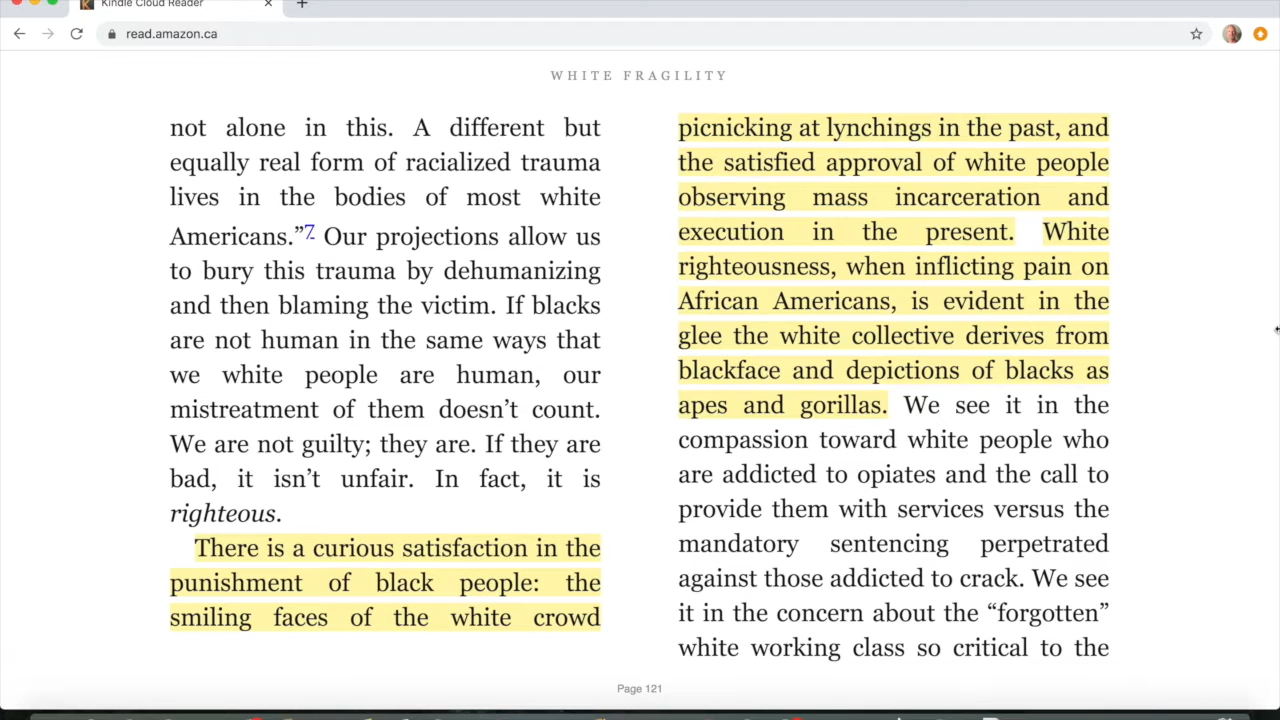 Kindle Cloud Reader
read.amazon.ca
WHITE FRAGILITY
not alone in this. A different but
equally real form of racialized trauma
lives in the bodies of most white
Americans.”7 Our projections allow us
to bury this trauma by dehumanizing
and then blaming the victim. If blacks
are not human in the same ways that
we white people are human, our
mistreatment of them doesn’t count.
We are not guilty; they are. If they are
bad, it isn’t unfair. In fact, it is
righteous.
There is a curious satisfaction in the
punishment of black people: the
smiling faces of the white crowd
picnicking at lynchings in the past, and
the satisfied approval of white people
observing mass incarceration and
execution in the present. White
righteousness, when inflicting pain on
African Americans, is evident in the
glee the white collective derives from
blackface and depictions of blacks as
apes and gorillas. We see it in the
compassion toward white people who
are addicted to opiates and the call to
provide them with services versus the
mandatory sentencing perpetrated
against those addicted to crack. We see
it in the concern about the “forgotten”
white working class so critical to the
Page 121